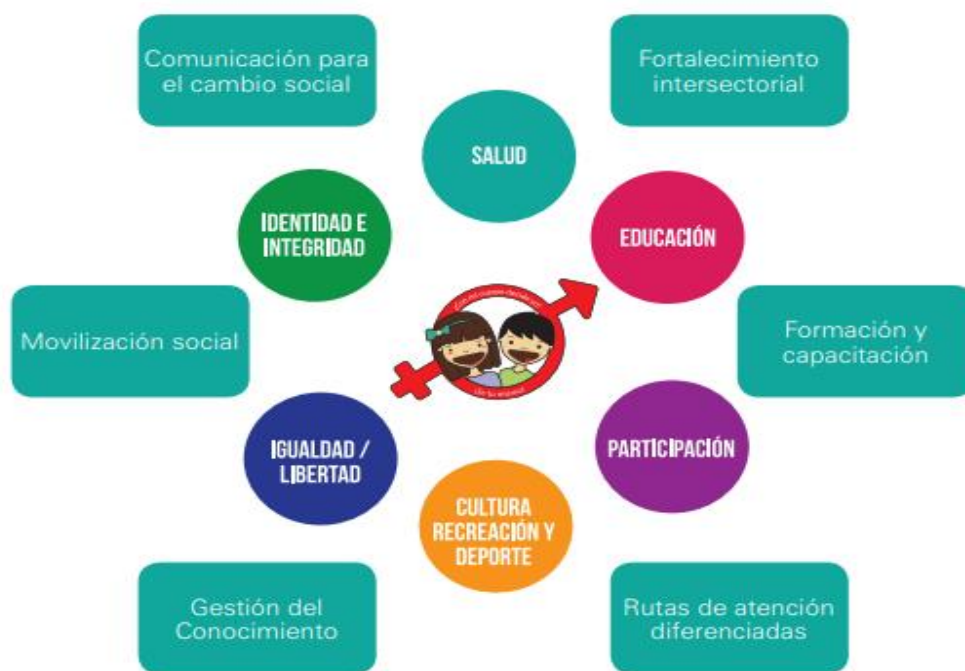 Comunicación para
el cambio social
Fortalecimiento
intersectorial
SALUD
IDENTIDAD E
INTEGRIDAD
EDUCACIÓN
Movilización social
Formación y
capacitación
IGUALDAD /
LIBERTAD
PARTICIPACIÓN
CULTURA
RECREACIÓN Y
DEPORTE
Gestión del
Conocimiento
Rutas de atención
diferenciadas